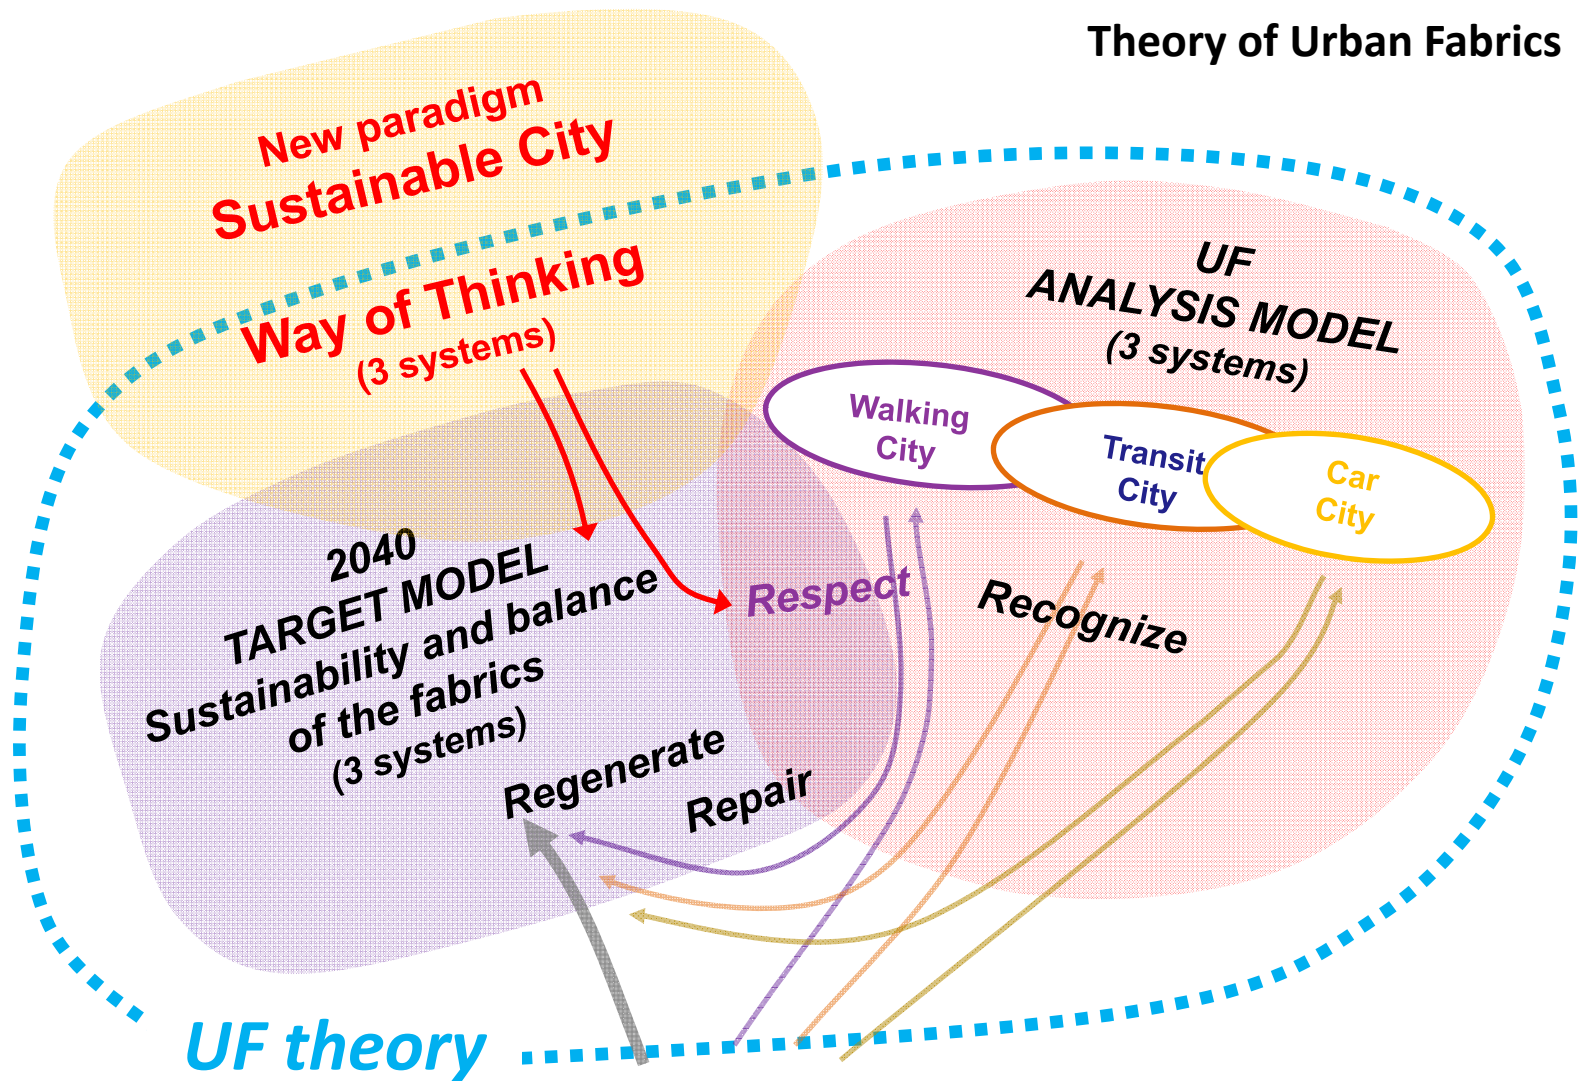 Theory of Urban Fabrics
New paradigm
Sustainable City
Way of Thinking
(3 systems)
UF
ANALYSIS MODEL
(3 systems)
Walking
City
Transit
City
Car
City
2040
TARGET MODEL
Sustainability and balance
of the fabrics
(3 systems)
Respect
Recognize
Regenerate
Repair
UF theory